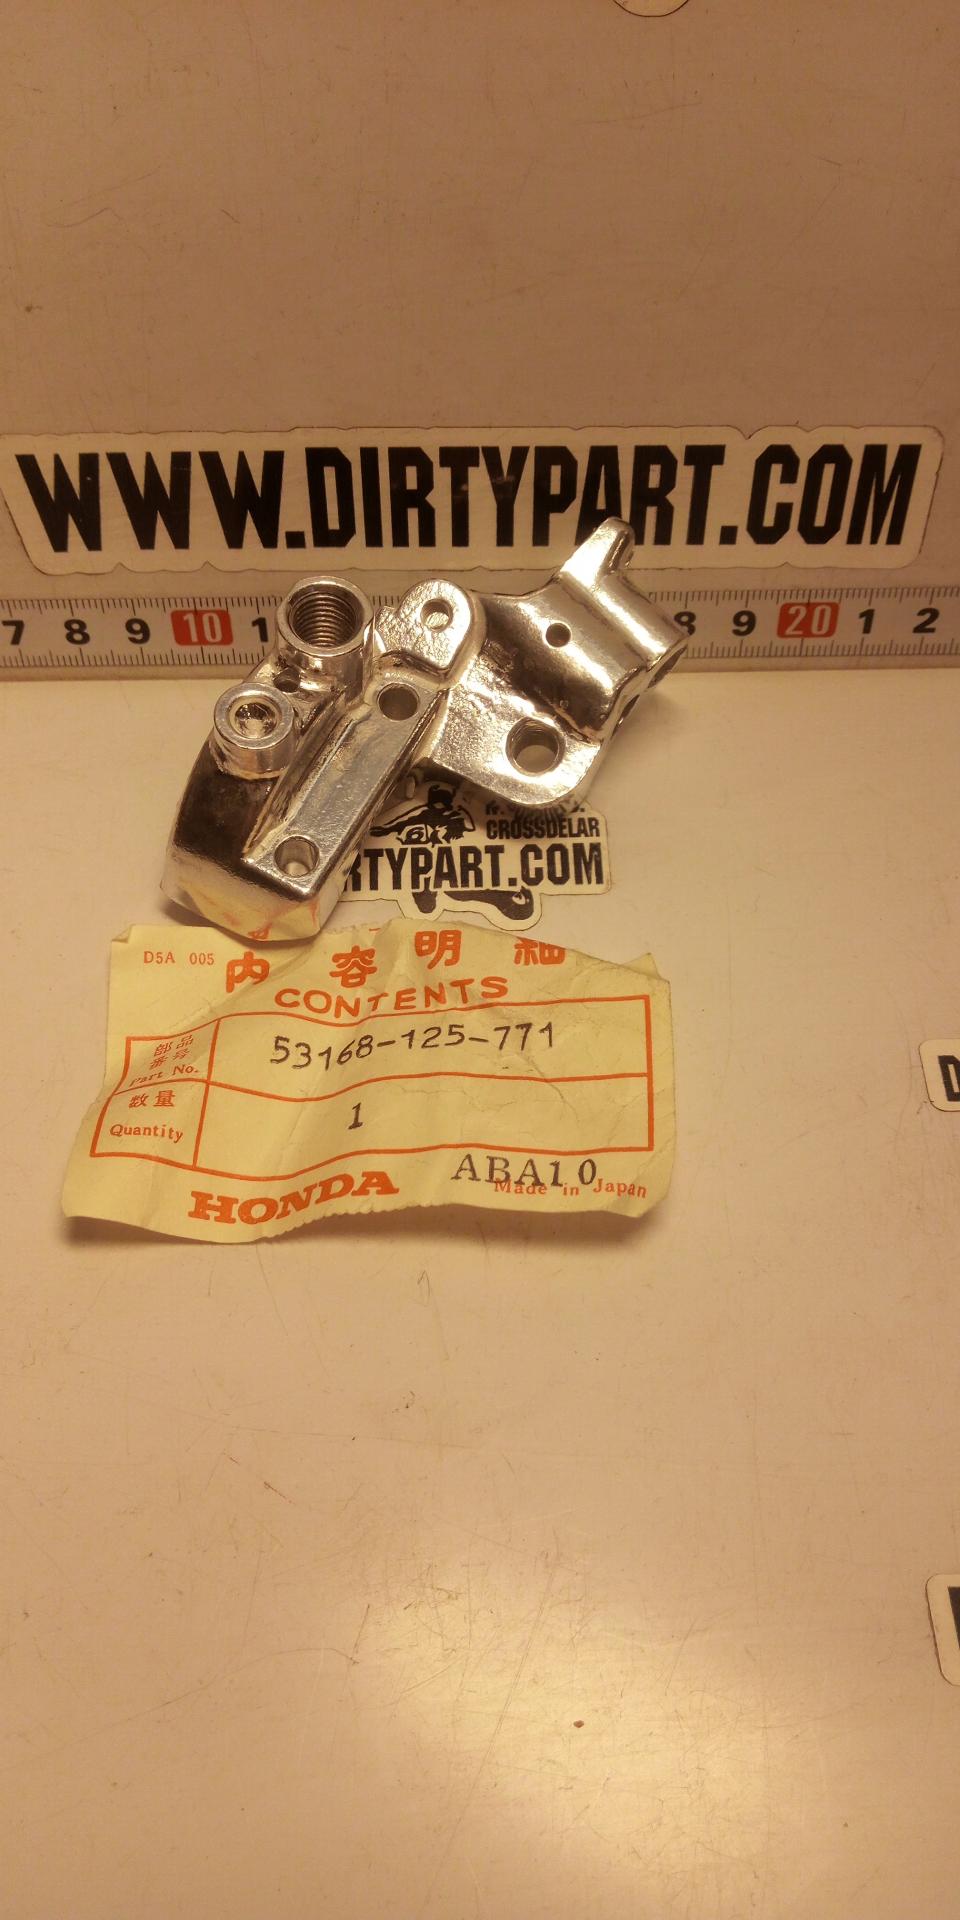 WWW.DIRTYPART.COM
7 8 9 10 1 8 9 20 1 2
CROSSDELAR
RTYPART.COM
D5A 005
内容明細
CONTENTS
部品番号
Part No.
53168-125-771
数量
Quantity
1
HONDA
ABA10
Made in Japan
D